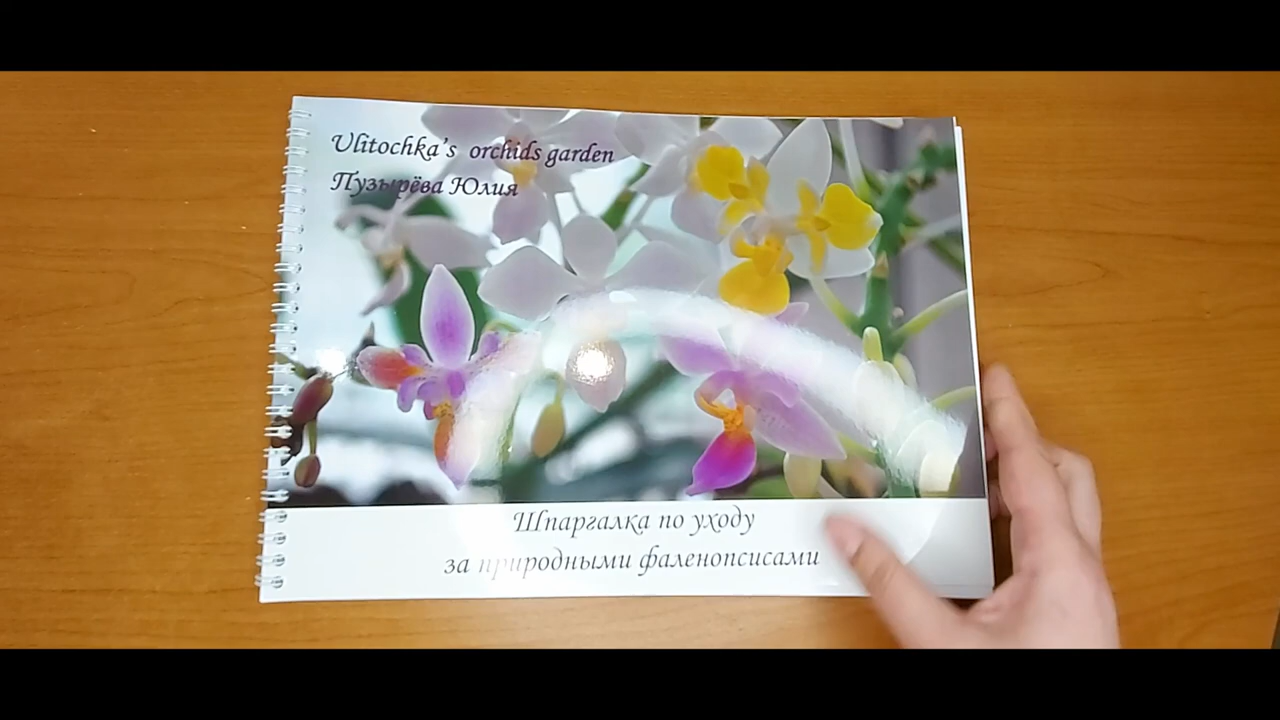 Ulitochka's orchids garden
Пузырёва Юлия
Шпаргалка по уходу
за природными фаленопсисами